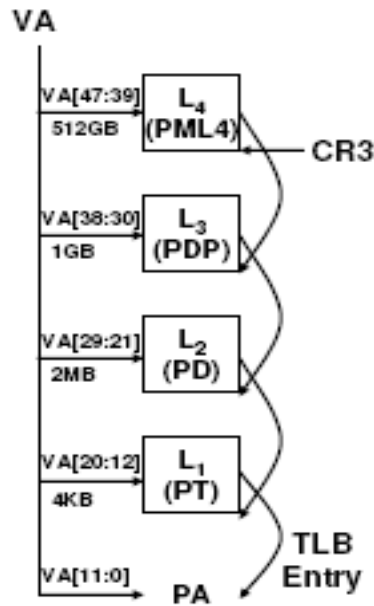 VA
VA[47:39]
512GB
L4
(PML4)
CR3
VA[38:30]
1GB
L3
(PDP)
VA[29:21]
2MB
L2
(PD)
VA[20:12]
4KB
L1
(PT)
TLB
Entry
VA[11:0]
PA